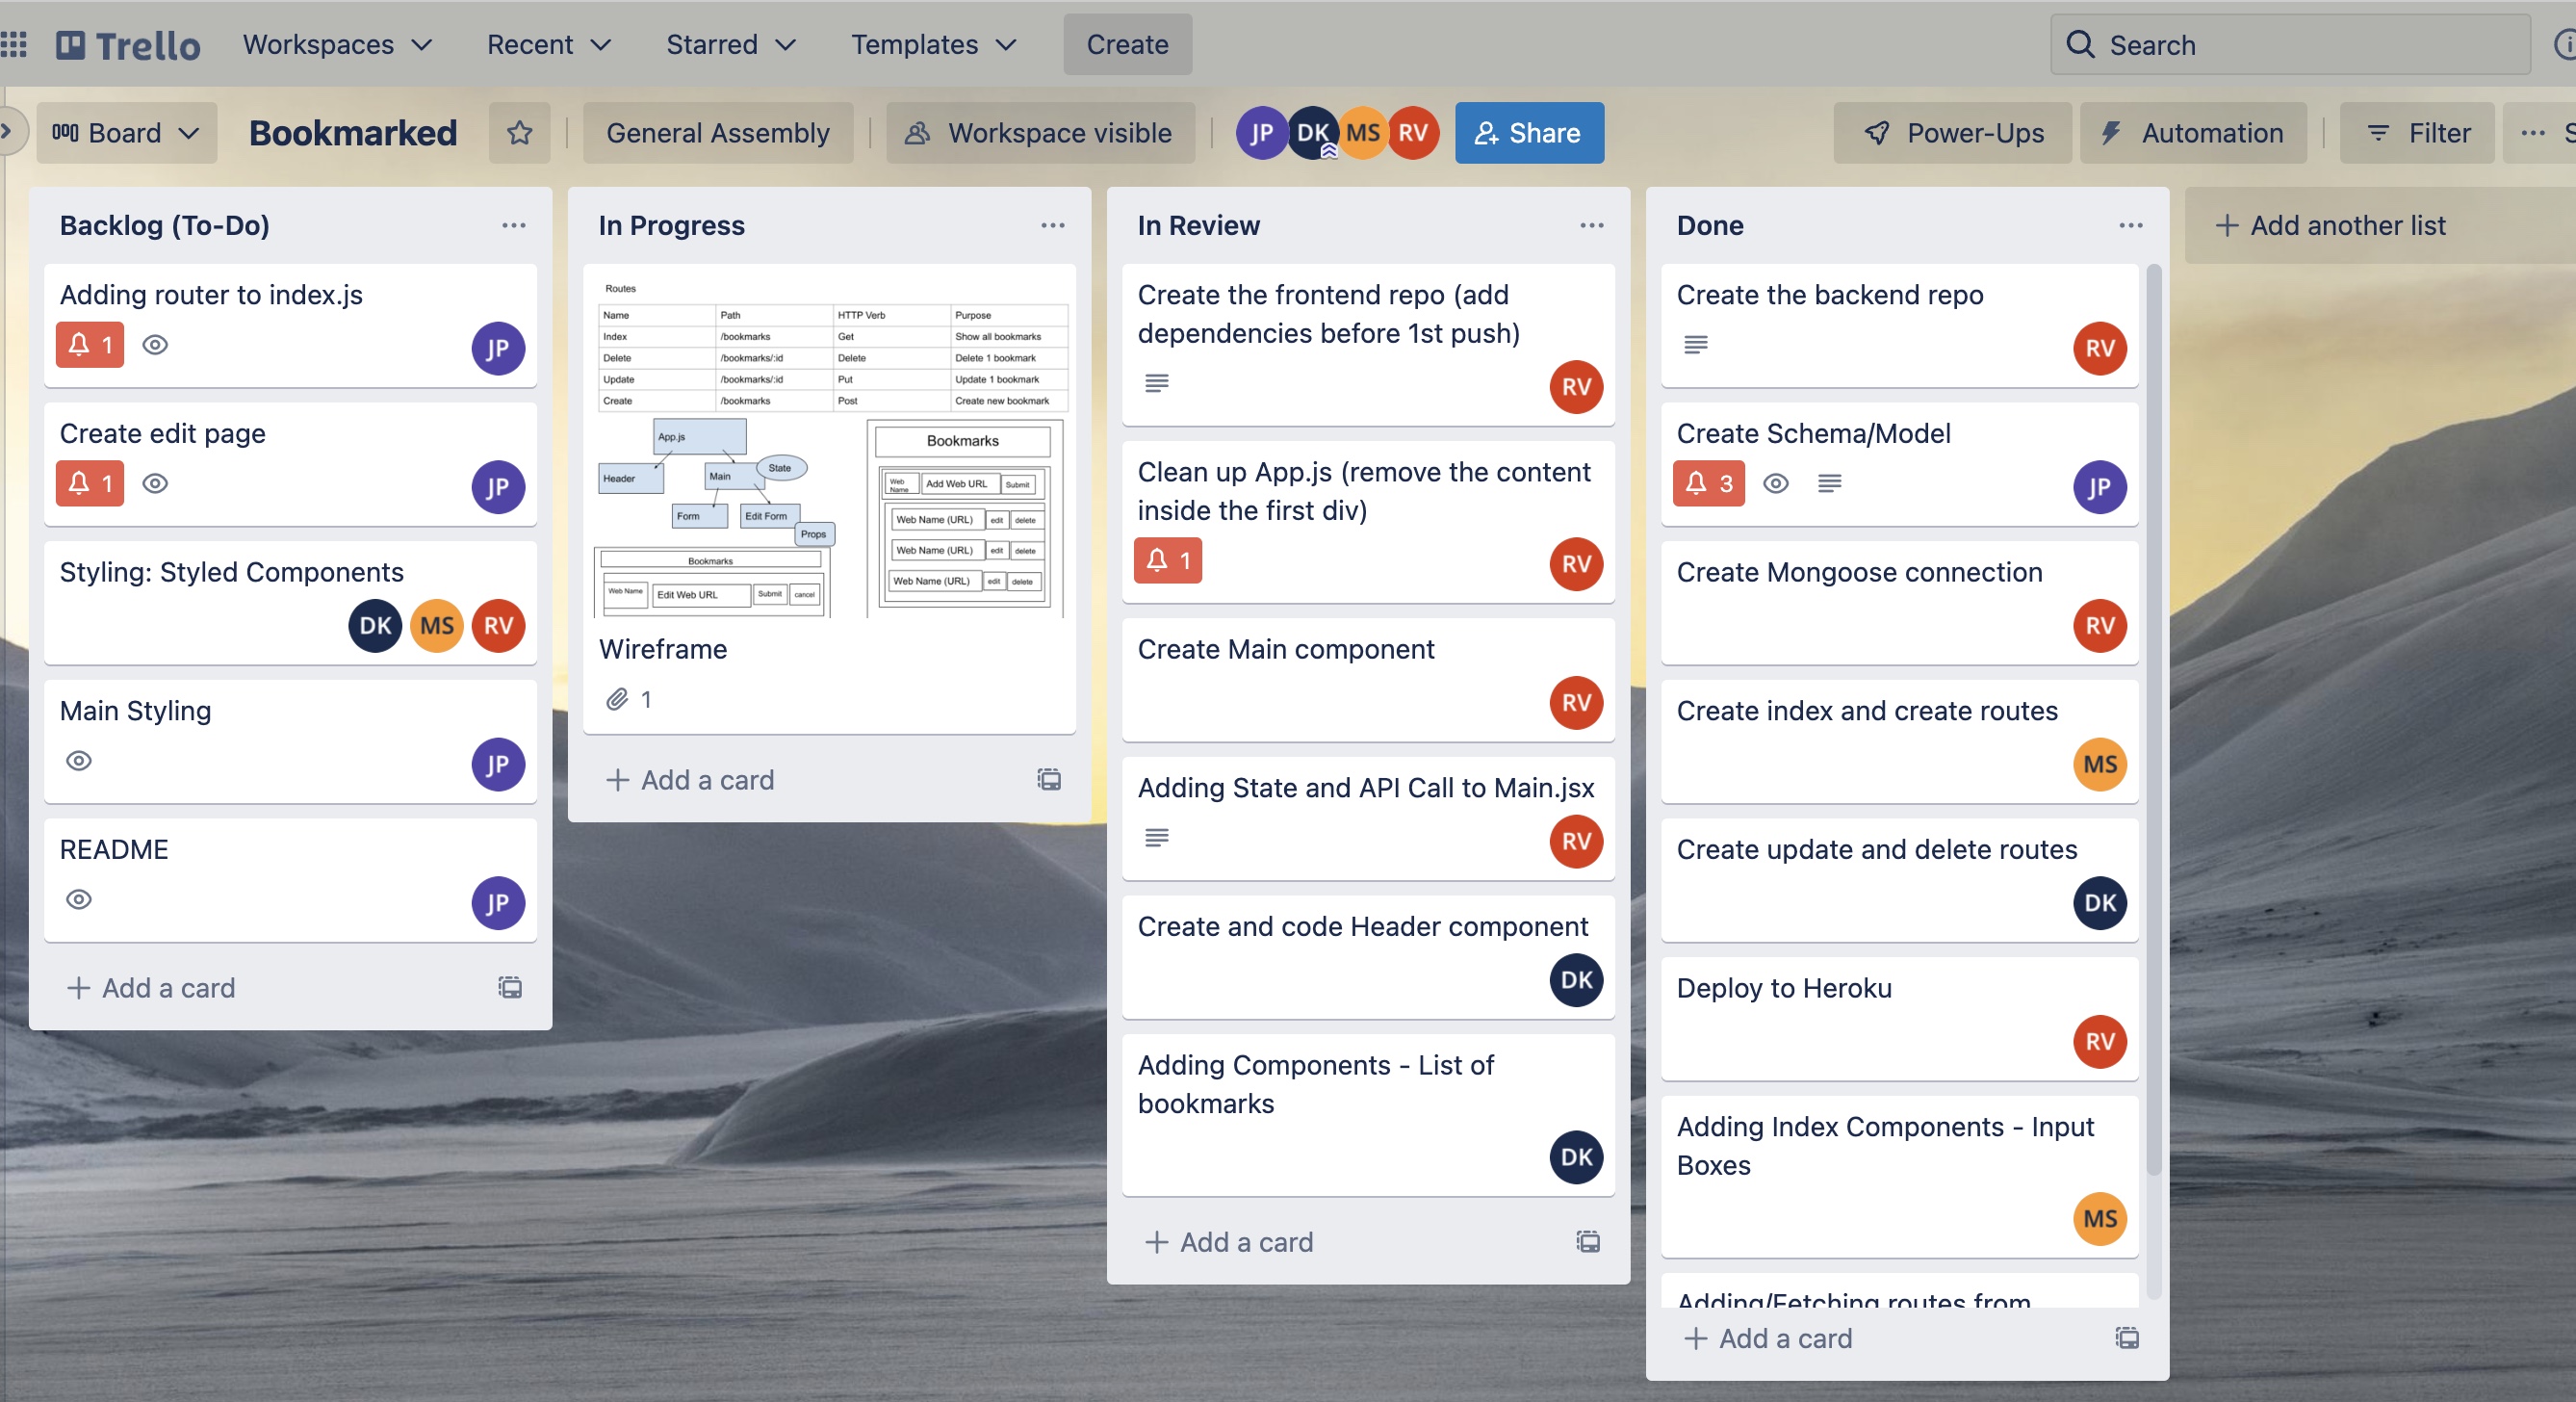 Trello Workspaces Recent Starred Templates Create Search
Board Bookmarked General Assembly Workspace visible JP DK MS RV Share Power-Ups Automation Filter
Backlog (To-Do)
Adding router to index.js
1 JP
Create edit page
1 JP
Styling: Styled Components
DK MS RV
Main Styling
JP
README
JP
+ Add a card
In Progress
Routes
Name Path HTTP Verb Purpose
Index /bookmarks Get Show all bookmarks
Delete /bookmarks/:id Delete Delete 1 bookmark
Update /bookmarks/:id Put Update 1 bookmark
Create /bookmarks Post Create new bookmark
App.js
State
Header Main
Form Edit Form
Props
Bookmarks
Web Name Edit Web URL Submit cancel
Bookmarks
Web Name Add Web URL Submit
Web Name (URL) edit delete
Web Name (URL) edit delete
Web Name (URL) edit delete
Wireframe
1
+ Add a card
In Review
Create the frontend repo (add
dependencies before 1st push)
RV
Clean up App.js (remove the content
inside the first div)
1 RV
Create Main component
RV
Adding State and API Call to Main.jsx
RV
Create and code Header component
DK
Adding Components - List of
bookmarks
DK
+ Add a card
Done
Create the backend repo
RV
Create Schema/Model
3 JP
Create Mongoose connection
RV
Create index and create routes
MS
Create update and delete routes
DK
Deploy to Heroku
RV
Adding Index Components - Input
Boxes
MS
Adding/Fetching routes from
+ Add a card
+ Add another list